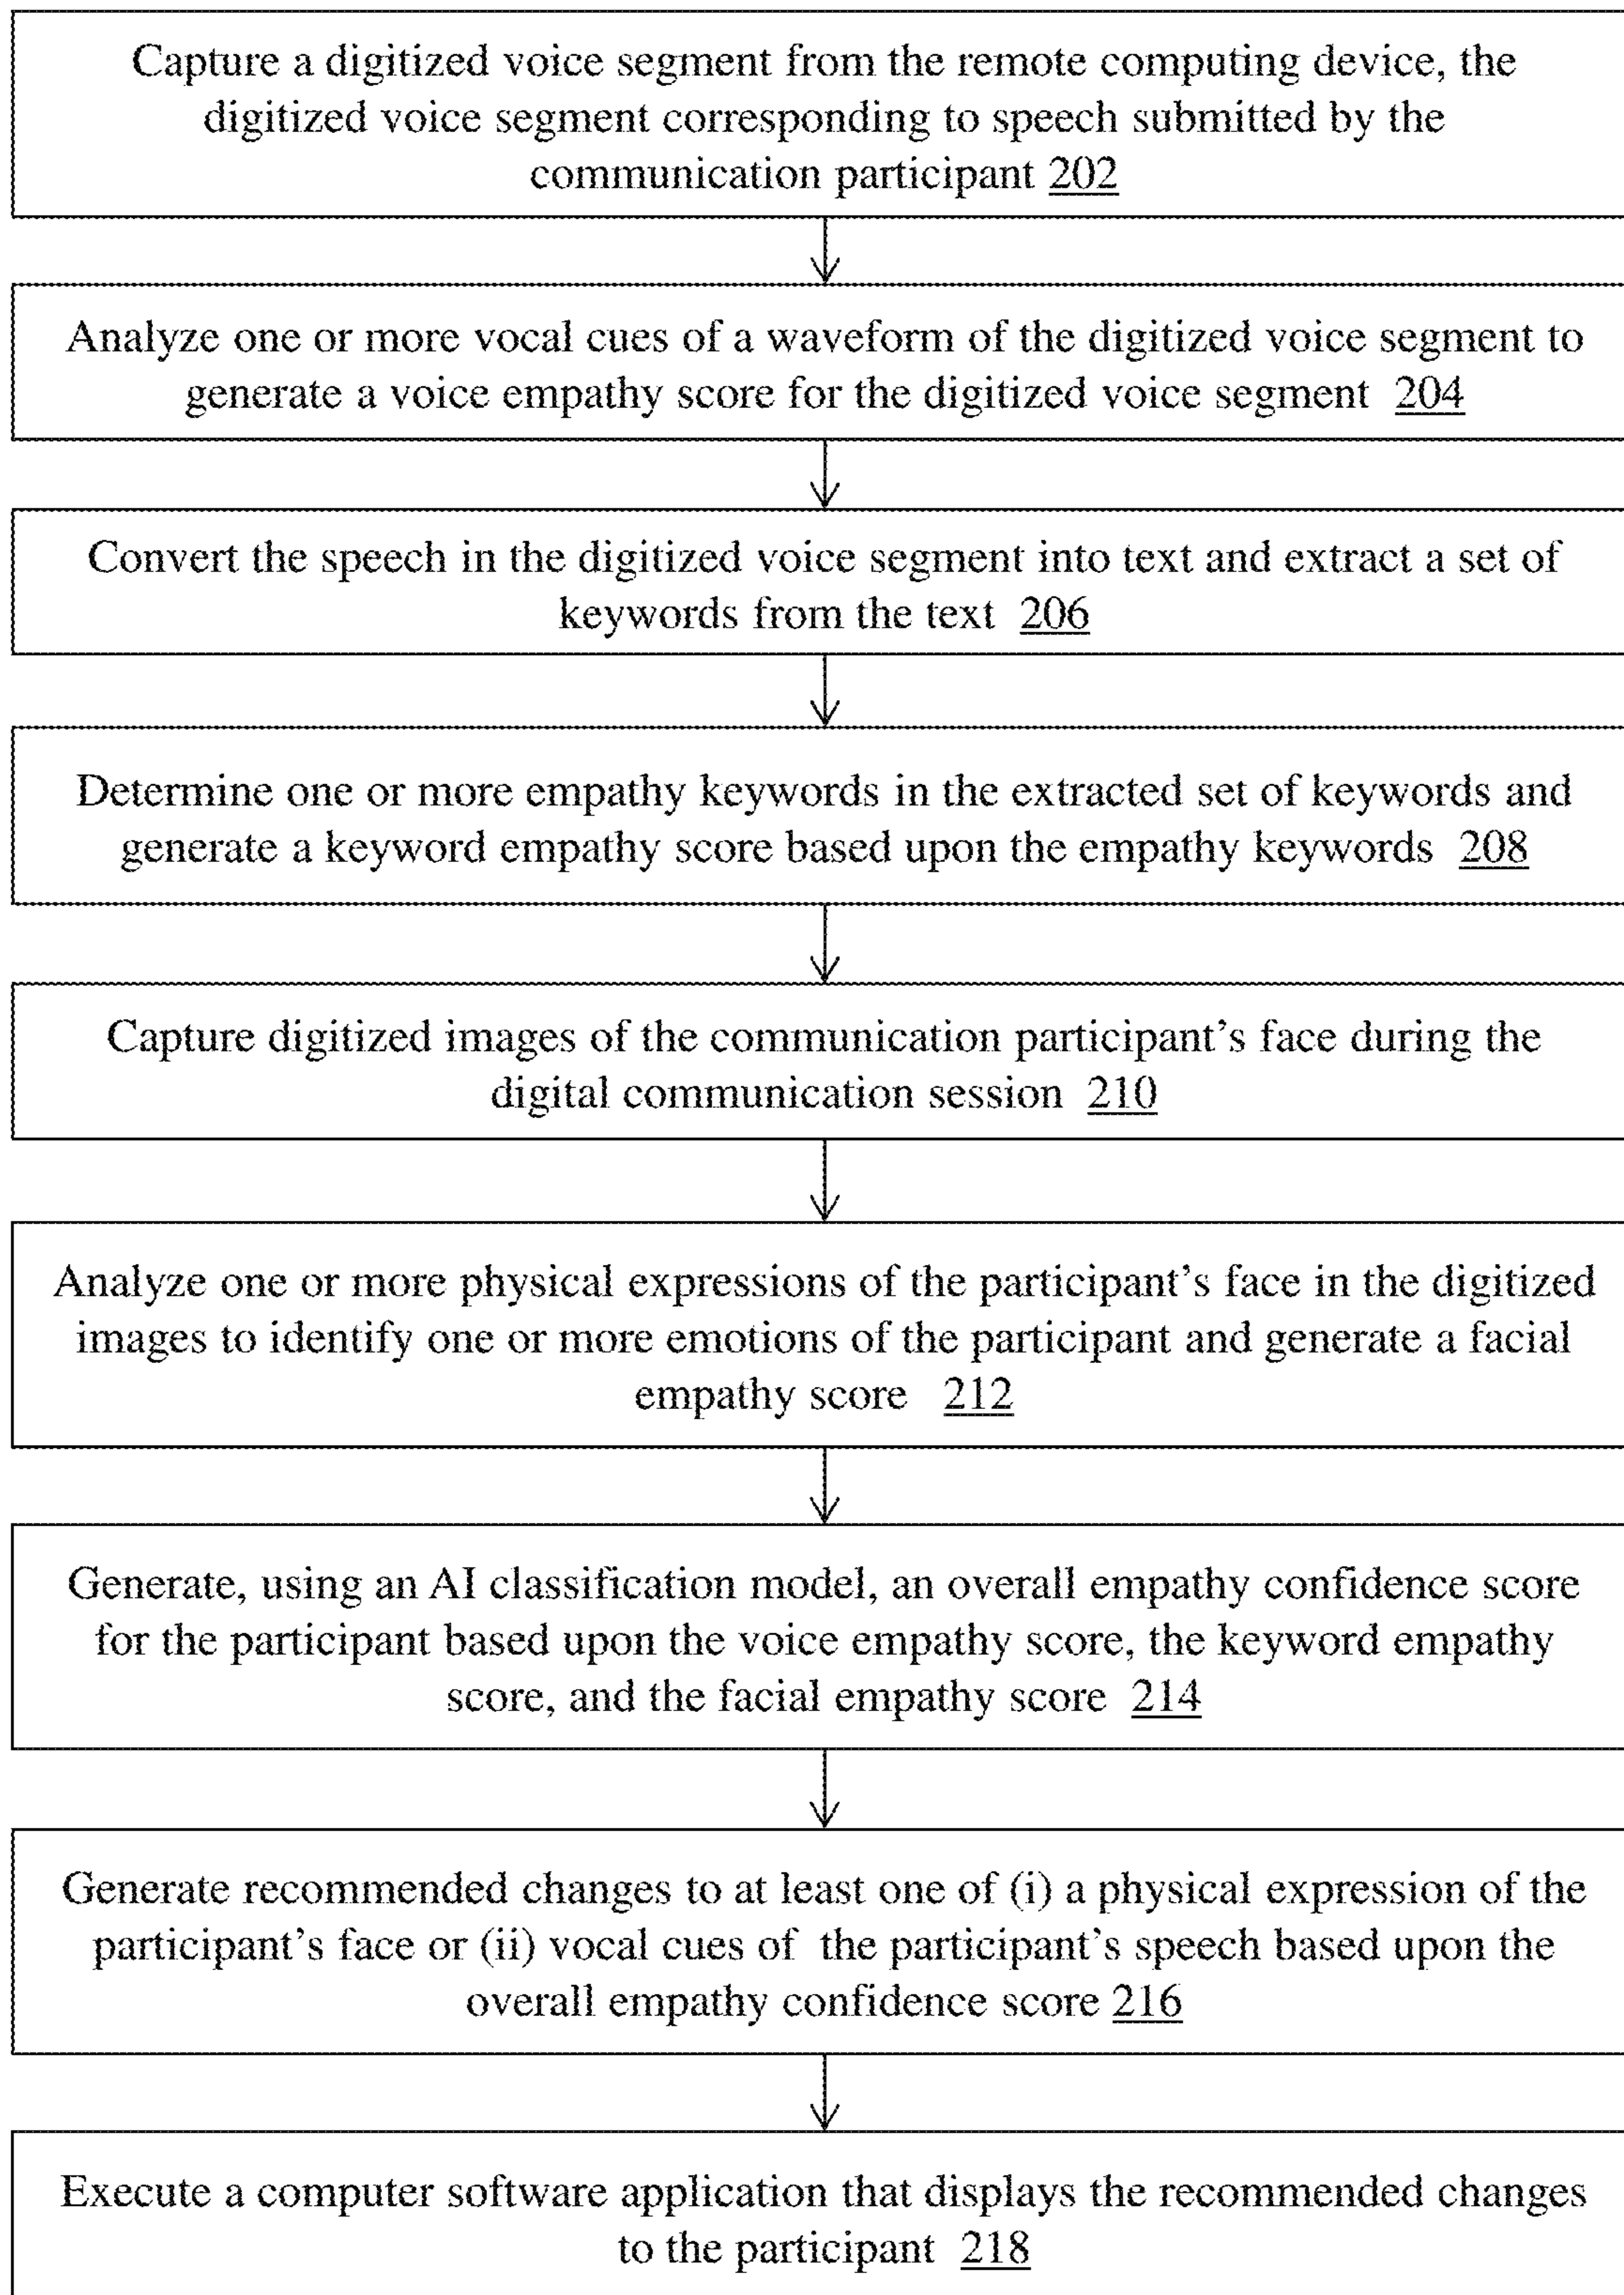 Capture a digitized voice segment from the remote computing device, the
digitized voice segment corresponding to speech submitted by the
communication participant 202
Analyze one or more vocal cues of a waveform of the digitized voice segment to
generate a voice empathy score for the digitized voice segment 204
Convert the speech in the digitized voice segment into text and extract a set of
keywords from the text 206
Determine one or more empathy keywords in the extracted set of keywords and
generate a keyword empathy score based upon the empathy keywords 208
Capture digitized images of the communication participant's face during the
digital communication session 210
Analyze one or more physical expressions of the participant's face in the digitized
images to identify one or more emotions of the participant and generate a facial
empathy score 212
Generate, using an AI classification model, an overall empathy confidence score
for the participant based upon the voice empathy score, the keyword empathy
score, and the facial empathy score 214
Generate recommended changes to at least one of (i) a physical expression of the
participant's face or (ii) vocal cues of the participant's speech based upon the
overall empathy confidence score 216
Execute a computer software application that displays the recommended changes
to the participant 218